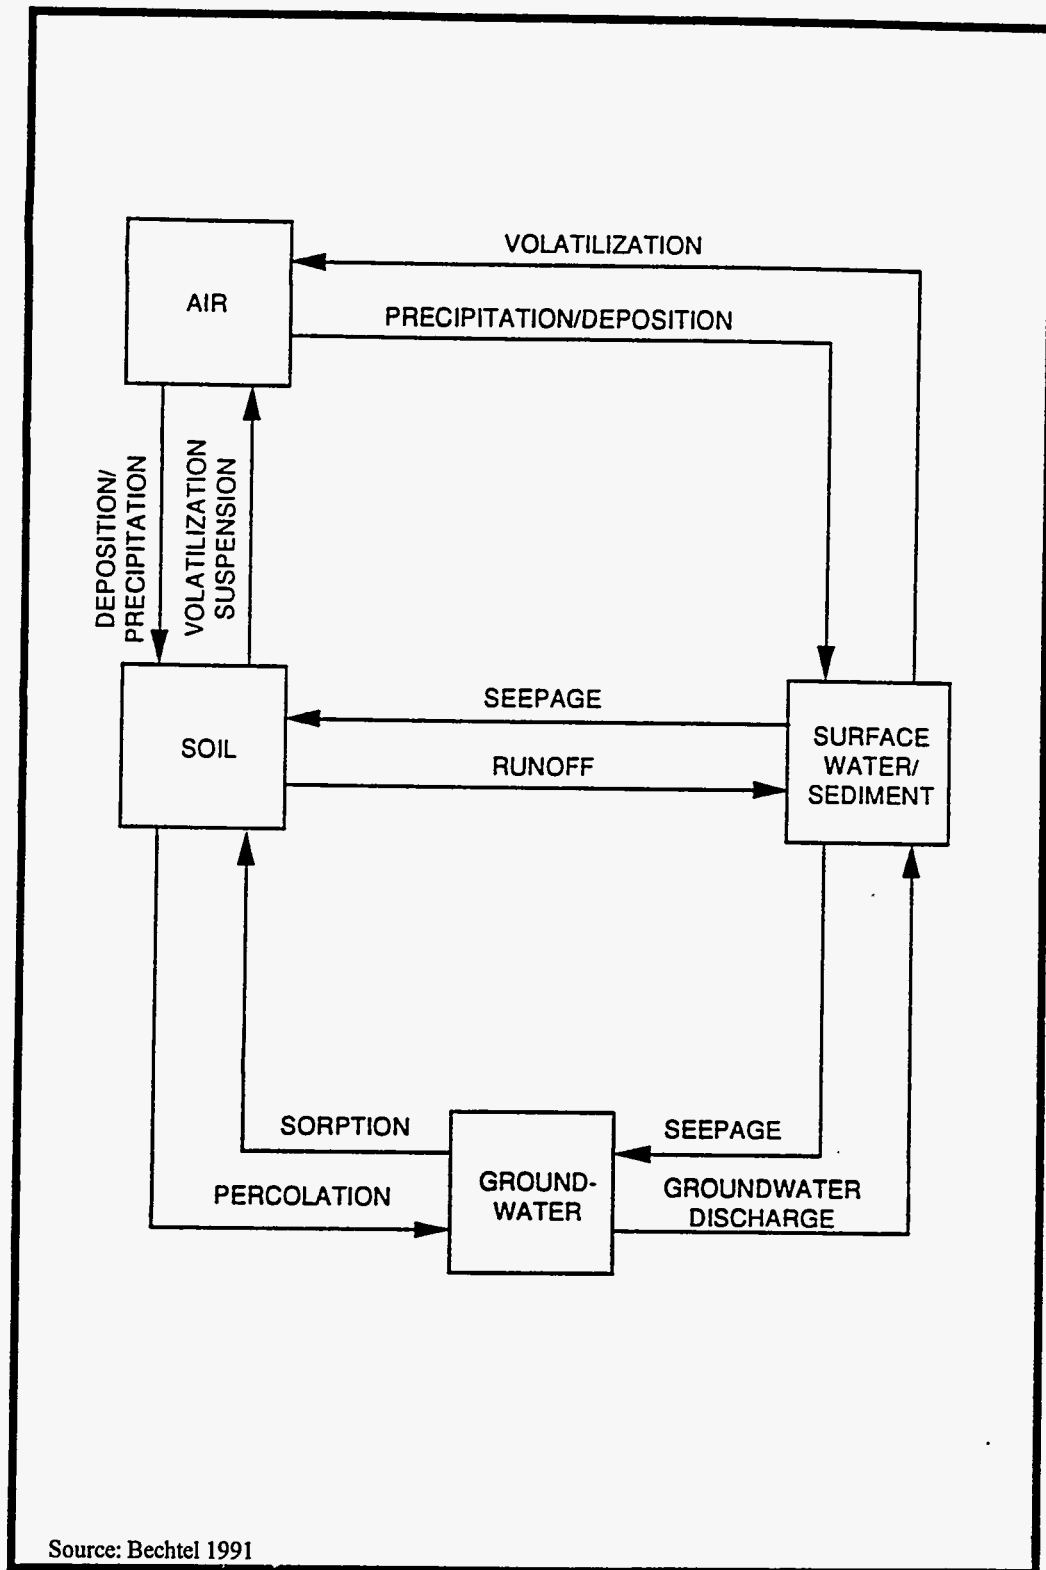 VOLATILIZATION
AIR
PRECIPITATION/DEPOSITION
DEPOSITION/
PRECIPITATION
VOLATILIZATION
SUSPENSION
SEEPAGE
SOIL
RUNOFF
SURFACE
WATER/
SEDIMENT
SORPTION
PERCOLATION
GROUND-
WATER
SEEPAGE
GROUNDWATER
DISCHARGE
Source: Bechtel 1991